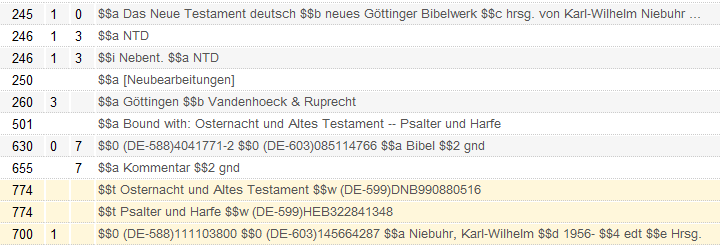 245 1 0 $$a Das Neue Testament deutsch $$b neues Göttinger Bibelwerk $$c hrsg. von Karl-Wilhelm Niebuhr ...
246 1 3 $$a NTD
246 1 3 $$i Nebent. $$a NTD
250 $$a [Neubearbeitungen]
260 3 $$a Göttingen $$b Vandenhoeck & Ruprecht
501 $$a Bound with: Osternacht und Altes Testament -- Psalter und Harfe
630 0 7 $$0 (DE-588)4041771-2 $$0 (DE-603)085114766 $$a Bibel $$2 gnd
655 7 $$a Kommentar $$2 gnd
774 $$t Osternacht und Altes Testament $$w (DE-599)DNB990880516
774 $$t Psalter und Harfe $$w (DE-599)HEB322841348
700 1 $$0 (DE-588)111103800 $$0 (DE-603)145664287 $$a Niebuhr, Karl-Wilhelm $$d 1956- $$4 edt $$e Hrsg.